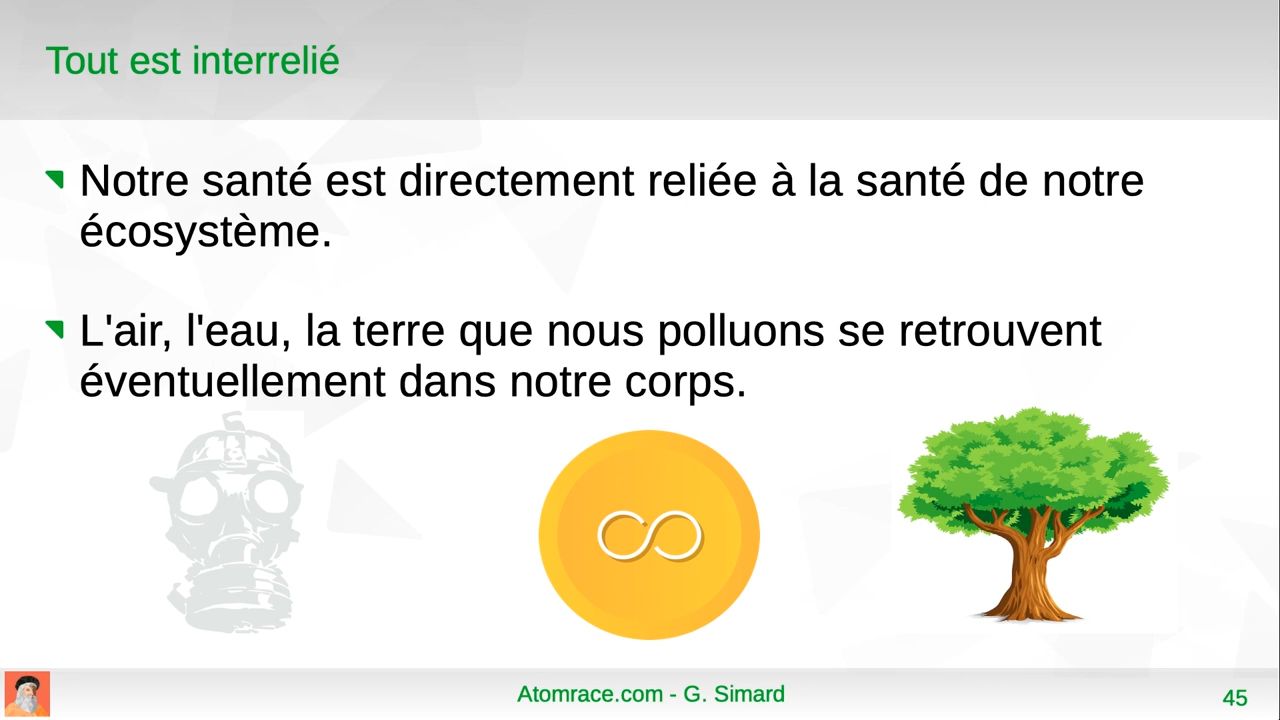 Tout est interrelié
Notre santé est directement reliée à la santé de notre
écosystème.
L'air, l'eau, la terre que nous polluons se retrouvent
éventuellement dans notre corps.
Atomrace.com - G. Simard
45